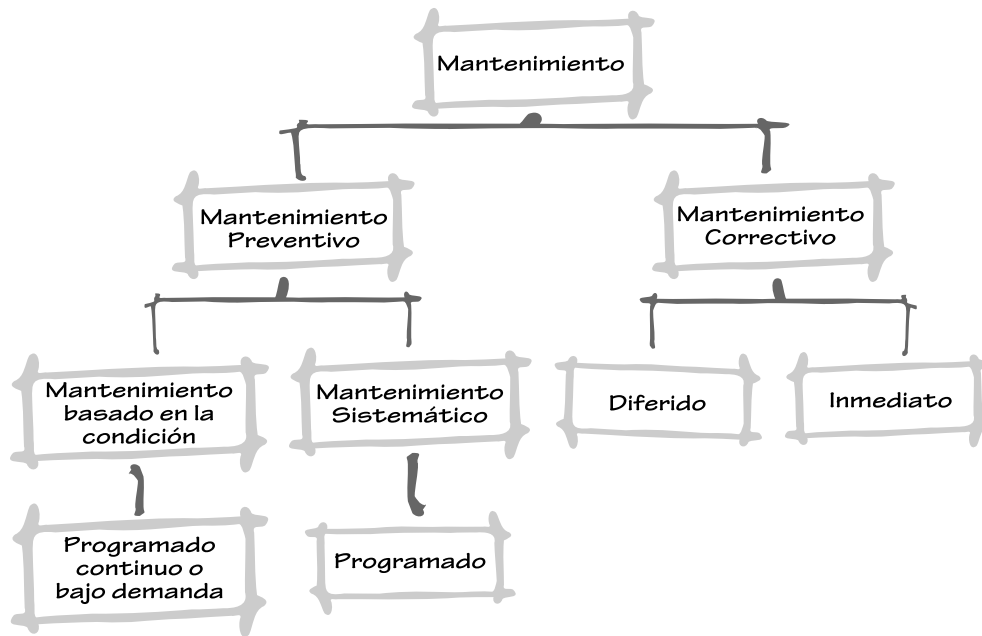 Mantenimiento
Mantenimiento
Preventivo
Mantenimiento
Correctivo
Mantenimiento
basado en la
condición
Mantenimiento
Sistemático
Diferido
Inmediato
Programado
continuo o
bajo demanda
Programado